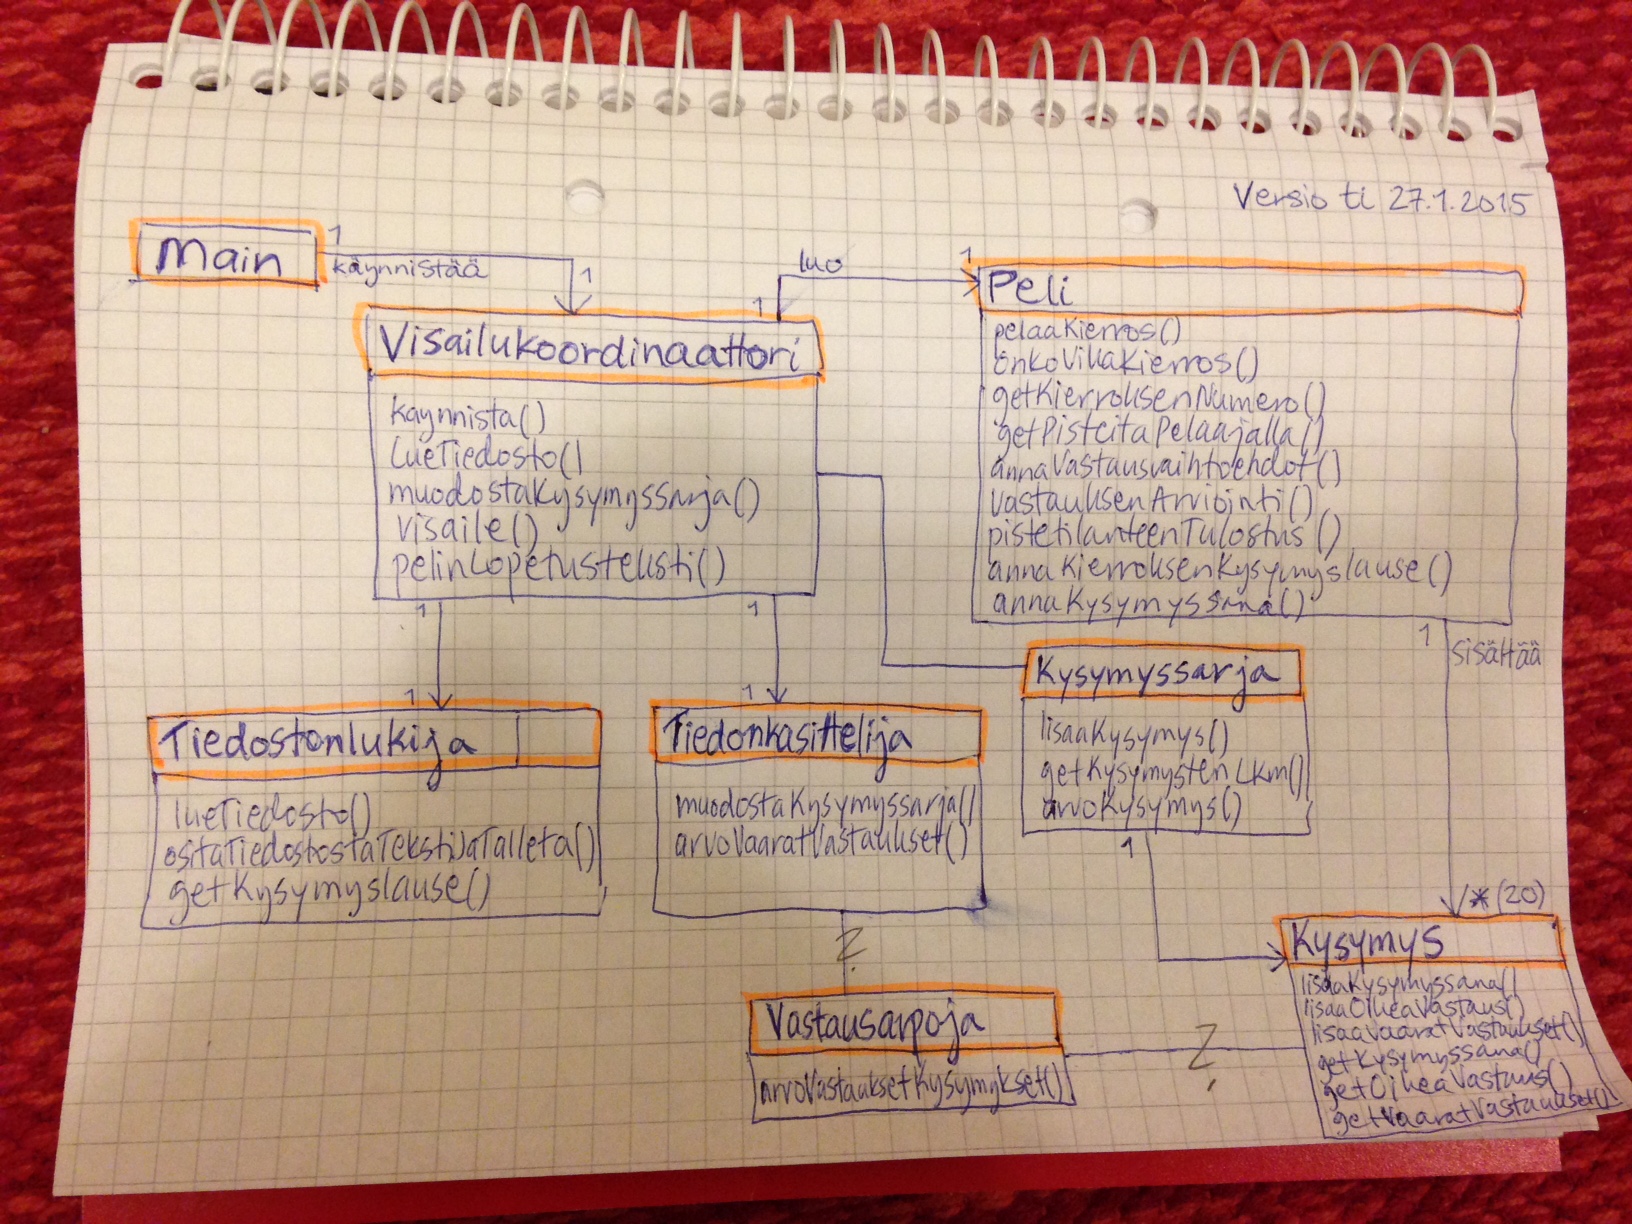 Versio ti 27.1.2015
Main
1
käynnistää
1
luo
1
1
Visailukoordinaattori
kaynnista()
lueTiedosto()
muodostaKysymyssarja()
visaile()
pelinLopetusteksti()
1
1
Peli
pelaaKierros()
onkoVikaKierros()
getKierroksenNumero()
getPisteitaPelaajalla()
annaVastausvaihtoehdot()
vastauksenArviointi()
pistetilanteenTulostus()
annaKierroksenKysymyslause()
annaKysymyssana()
1
sisältää
Kysymyssarja
lisaaKysymys()
getKysymystenLkm()
arvoKysymys()
1
1
Tiedostonlukija
lueTiedosto()
ositaTiedostostaTekstiJaTalleta()
getKysymyslause()
1
Tiedonkasittelija
muodostaKysymyssarja()
arvoVaaratVastaukset()
?
Vastausarpoja
arvoVastauksetKysymykset()
?
*(20)
Kysymys
lisaaKysymyssana()
lisaaOikeaVastaus()
lisaaVaaratVastaukset()
getKysymyssana()
getOikeaVastaus()
getVaaratVastaukset()